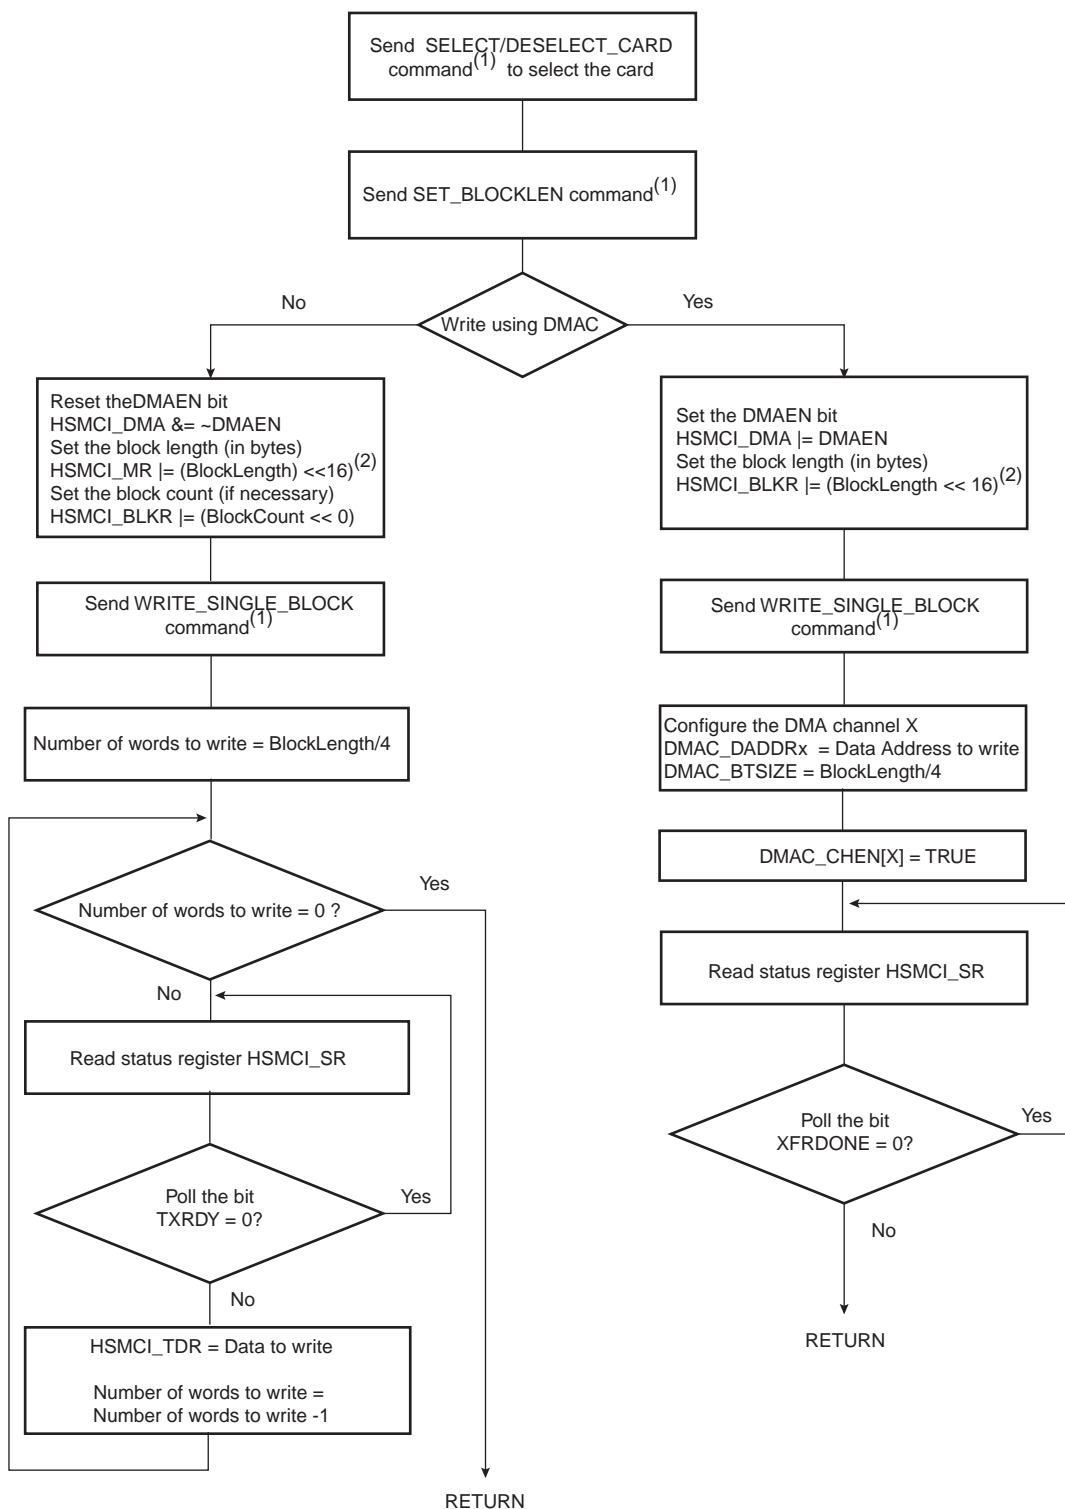 Send  SELECT/DESELECT_CARD
command(1)  to select the card
Send SET_BLOCKLEN command(1)
No
Yes
Write using DMAC
Reset theDMAEN bit
HSMCI_DMA &= ~DMAEN
Set the block length (in bytes)
HSMCI_MR |= (BlockLength) <<16)(2)
Set the block count (if necessary)
HSMCI_BLKR |= (BlockCount << 0)
Send WRITE_SINGLE_BLOCK
command(1)
Number of words to write = BlockLength/4
Number of words to write = 0 ?
Yes
No
Read status register HSMCI_SR
Poll the bit
TXRDY = 0?
Yes
No
HSMCI_TDR = Data to write
Number of words to write =
Number of words to write -1
RETURN
Set the DMAEN bit
HSMCI_DMA |= DMAEN
Set the block length (in bytes)
HSMCI_BLKR |= (BlockLength << 16)(2)
Send WRITE_SINGLE_BLOCK
command(1)
Configure the DMA channel X
DMAC_DADDRx  = Data Address to write
DMAC_BTSIZE = BlockLength/4
DMAC_CHEN[X] = TRUE
Read status register HSMCI_SR
Poll the bit
XFRDONE = 0?
Yes
No
RETURN